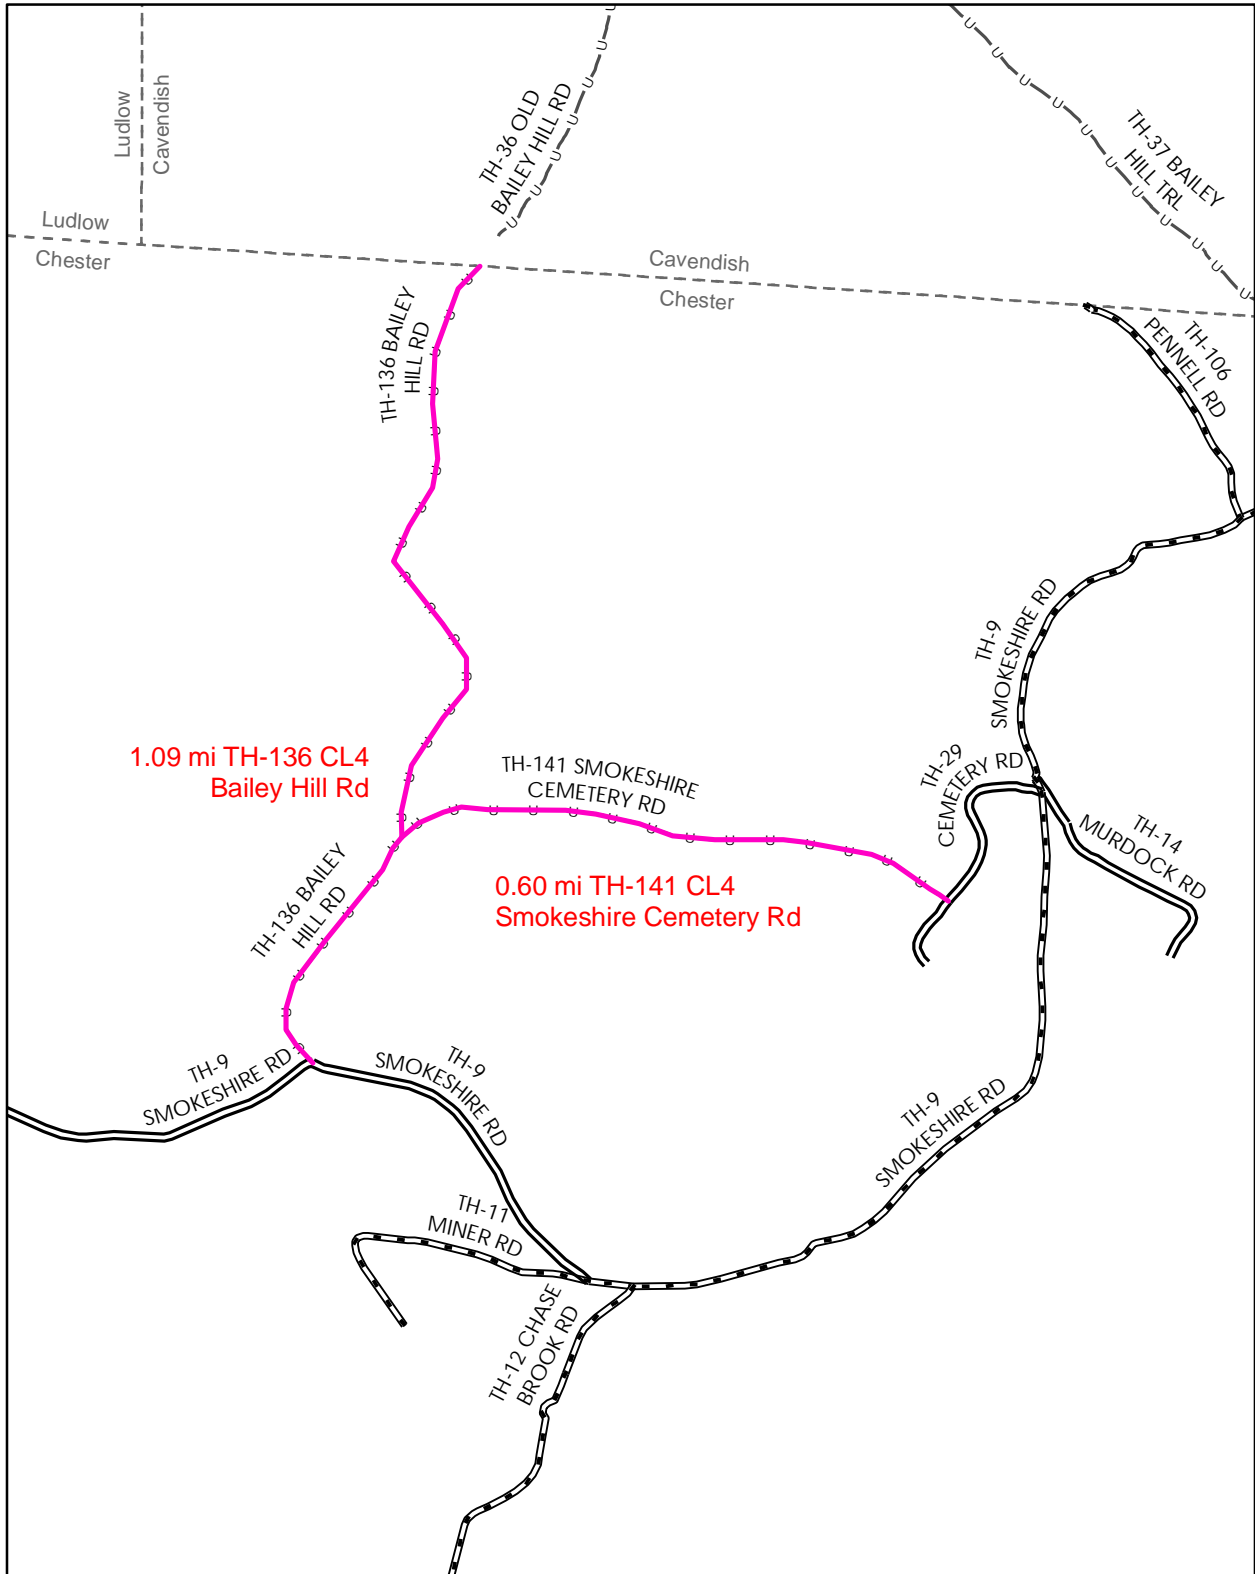 Ludlow
Cavendish
TH-36 OLD
BAILEY HILL RD
TH-37 BAILEY
HILL TRL
Ludlow
Chester
Cavendish
Chester
TH-136 BAILEY
HILL RD
TH-106
PENNELL RD
TH-9
SMOKESHIRE RD
1.09 mi TH-136 CL4
Bailey Hill Rd
TH-141 SMOKESHIRE
CEMETERY RD
TH-29
CEMETERY RD
TH-14
MURDOCK RD
TH-136 BAILEY
HILL RD
0.60 mi TH-141 CL4
Smokeshire Cemetery Rd
TH-9
SMOKESHIRE RD
TH-9
SMOKESHIRE RD
TH-9
SMOKESHIRE RD
TH-11
MINER RD
TH-12 CHASE
BROOK RD